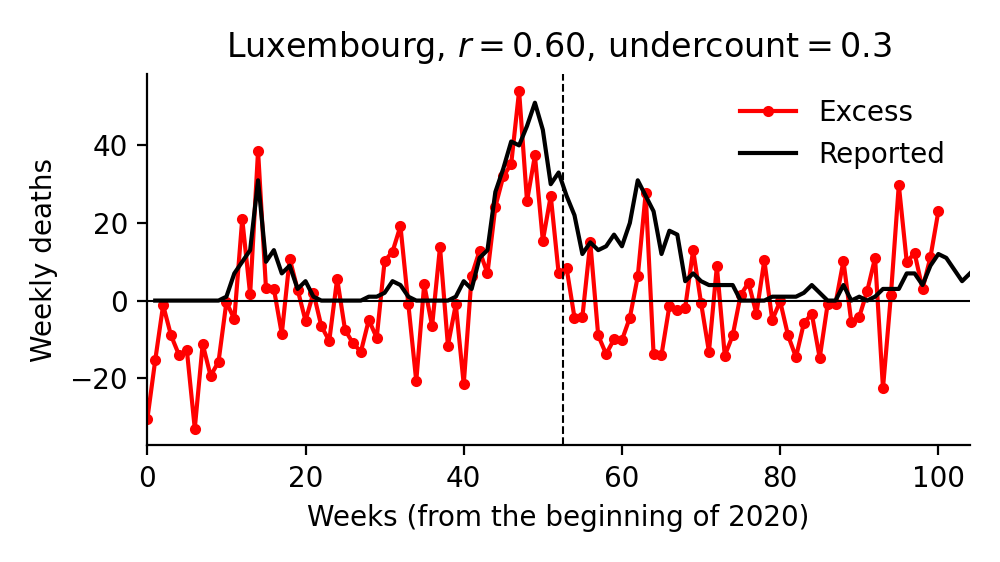 Luxembourg, r = 0.60, undercount = 0.3
Excess
Reported
Weekly deaths
40
20
0
−20
0 20 40 60 80 100
Weeks (from the beginning of 2020)